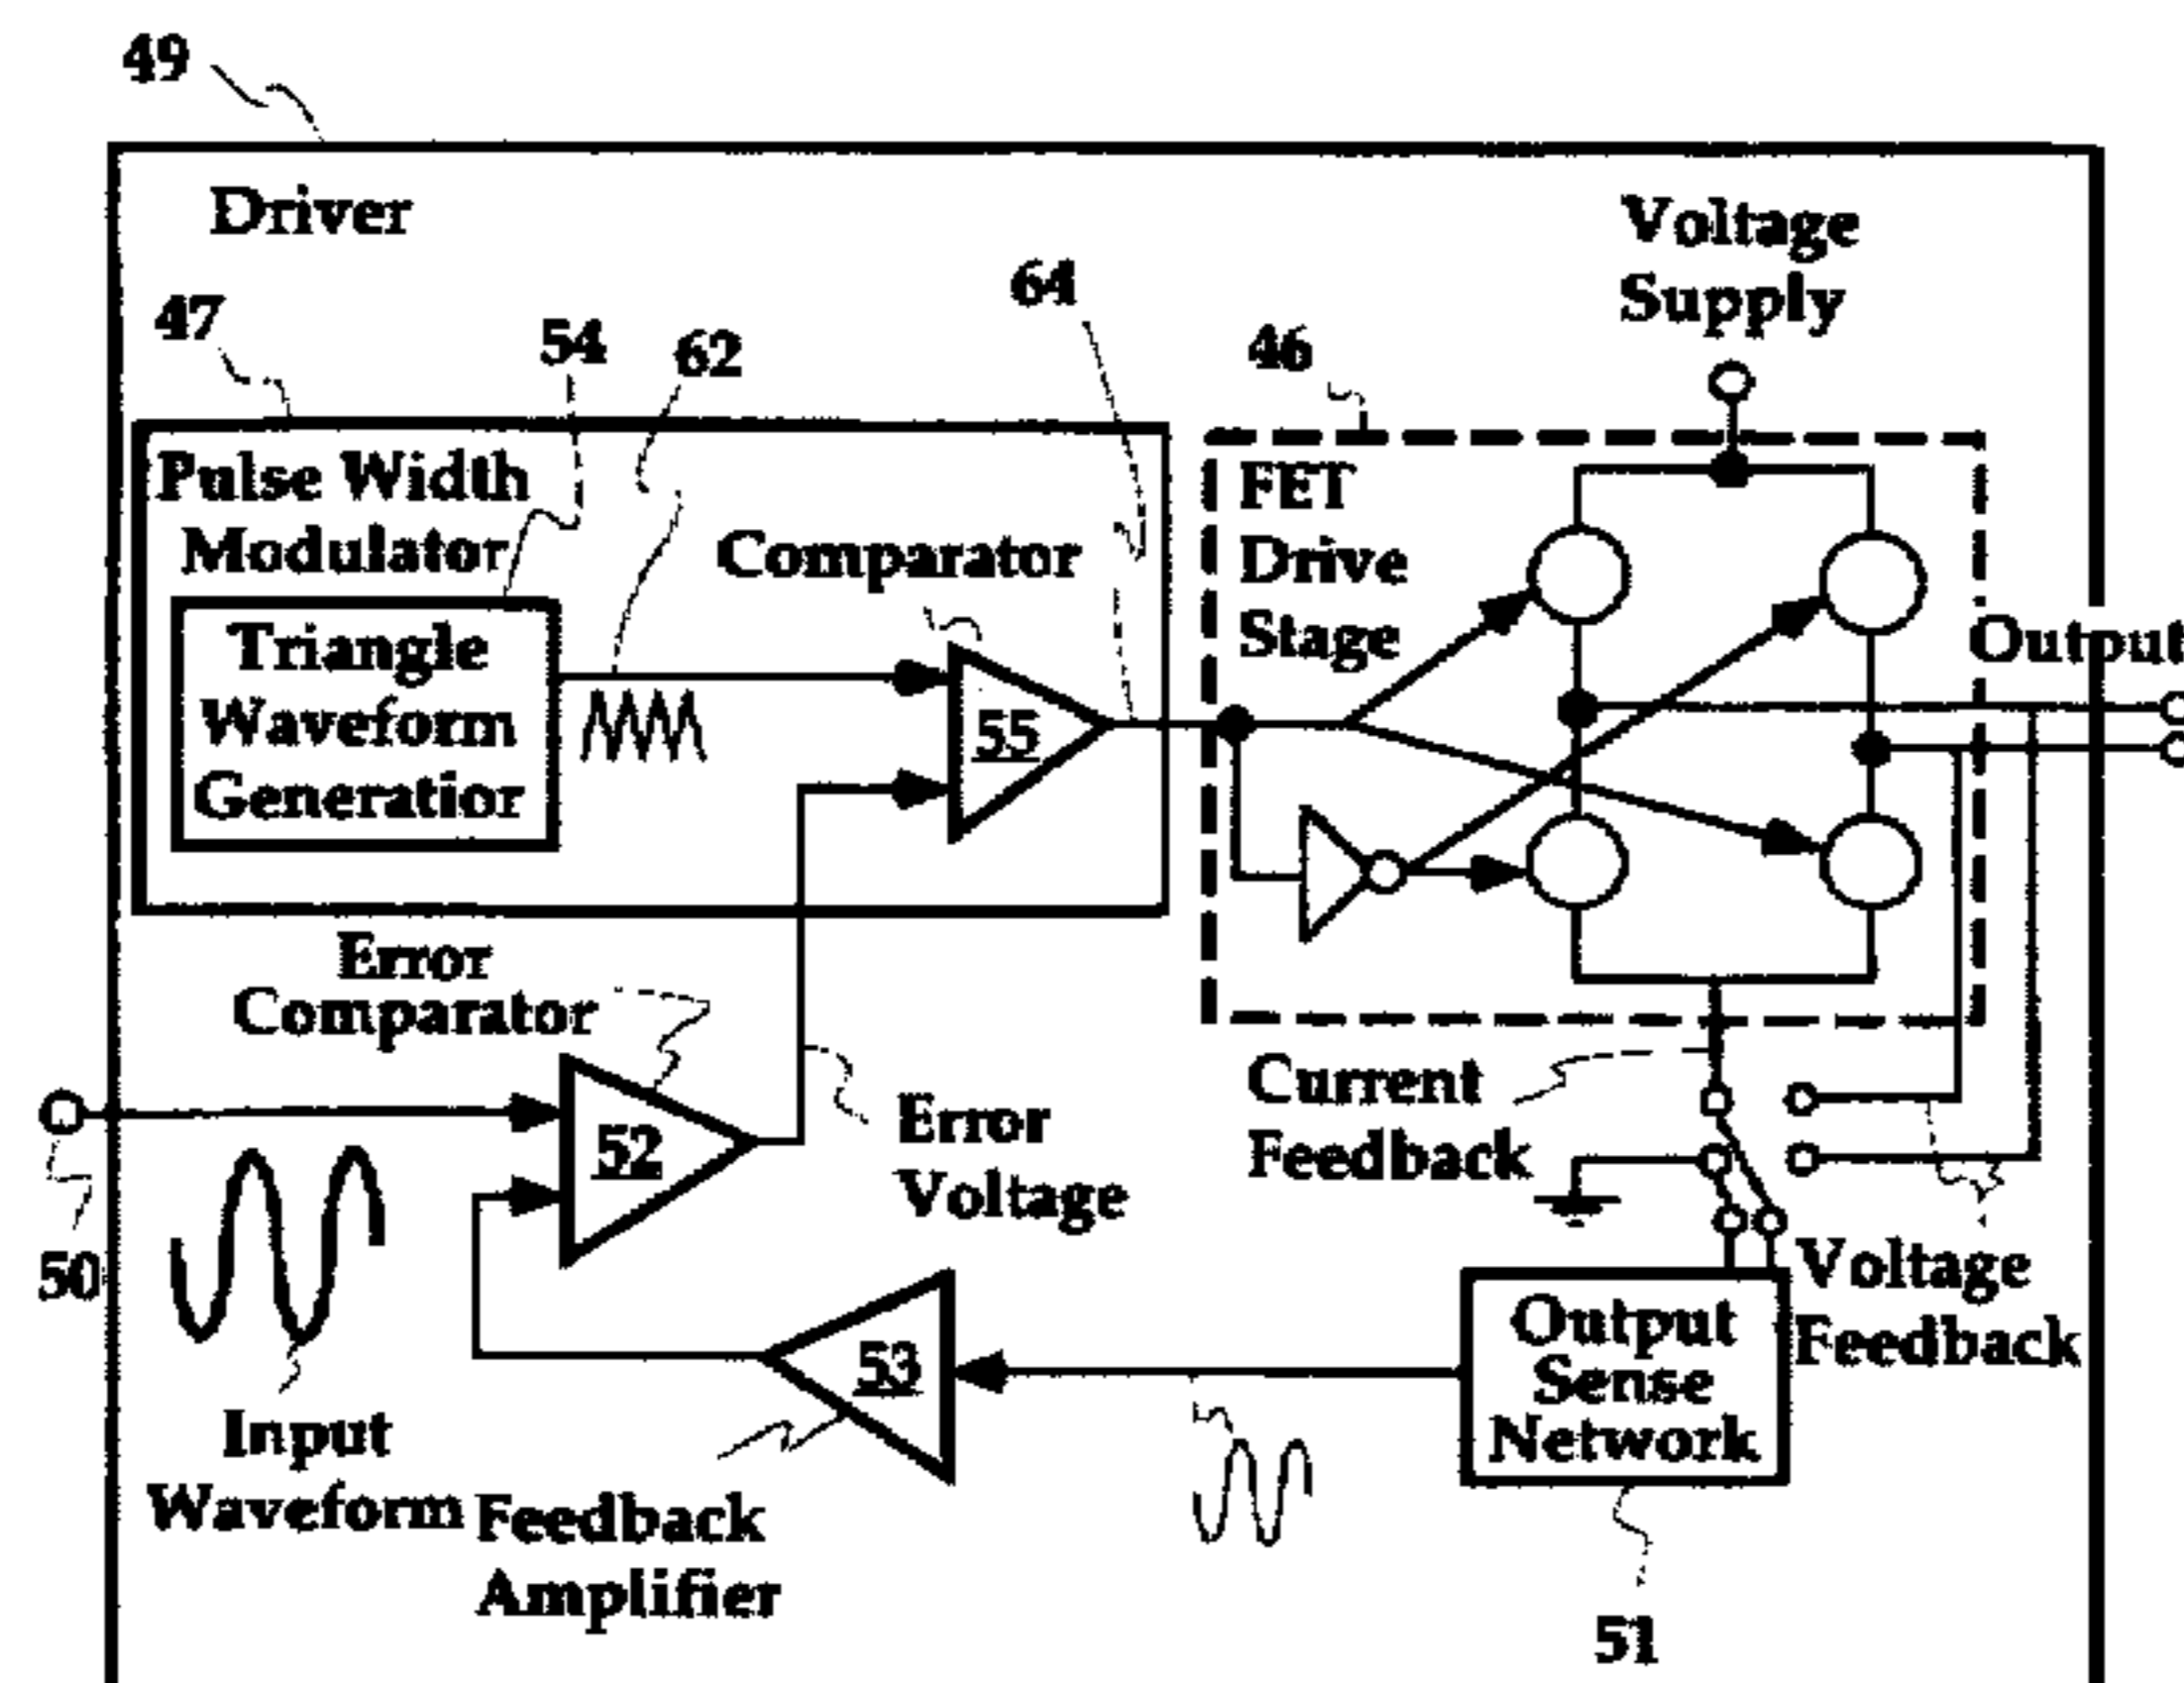 49
Driver
Voltage
Supply
47
54
62
64
46
Pulse Width
Modulator
Comparator
FET
Drive
Stage
Triangle
Waveform
Generatior
55
Output
Error
Comparator
52
Error
Voltage
Current
Feedback
50
Input
Waveform
53
Feedback
Amplifier
Output
Sense
Network
Voltage
Feedback
51